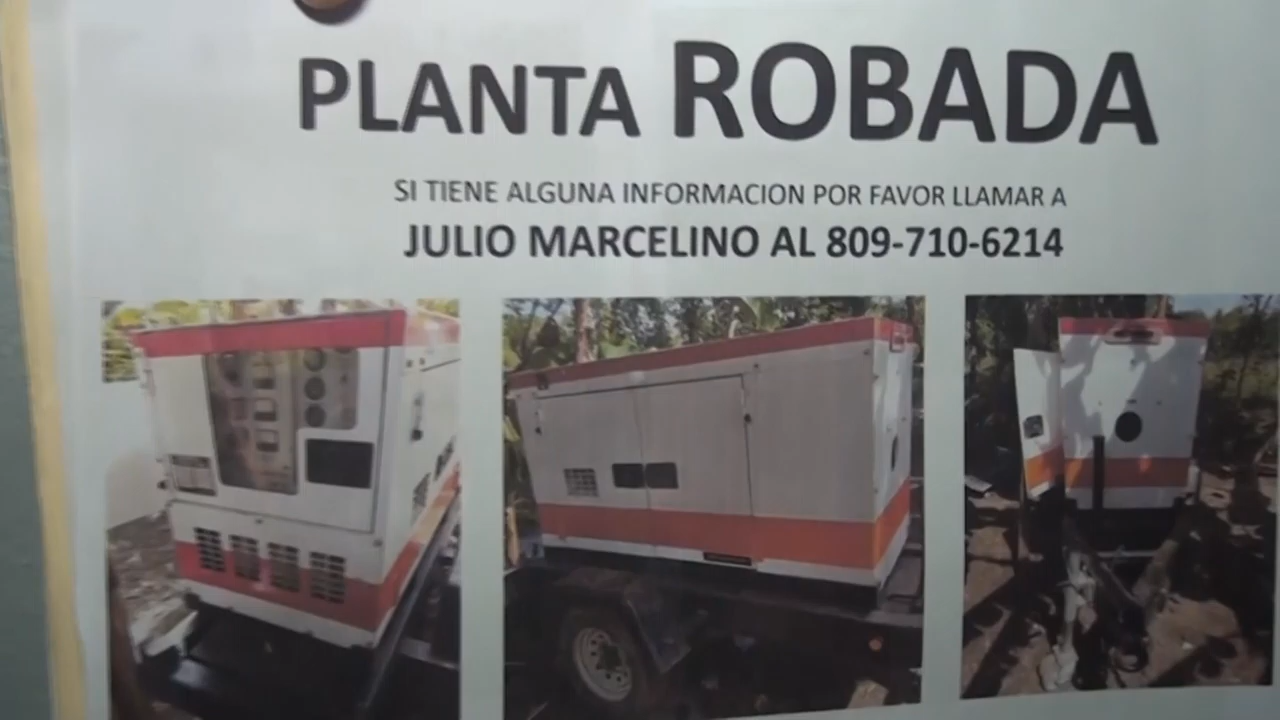 PLANTA ROBADA
SI TIENE ALGUNA INFORMACION POR FAVOR LLAMAR A
JULIO MARCELINO AL 809-710-6214